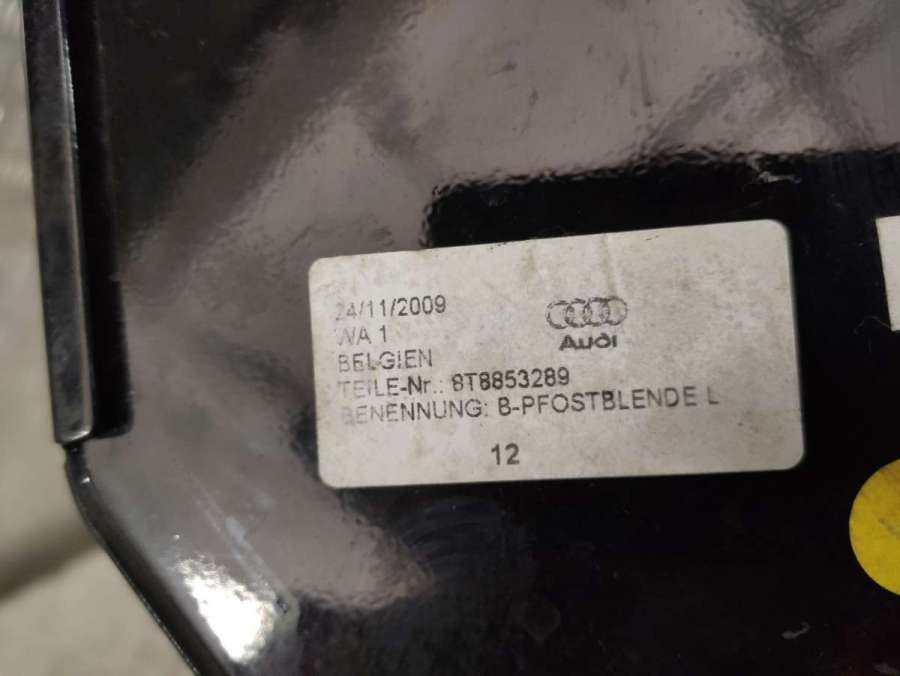 24/11/2009
WA 1
BELGIEN
TEILE-Nr.: 8T8853289
BENENNUNG: B-PFOSTBLENDE L
12
Audi